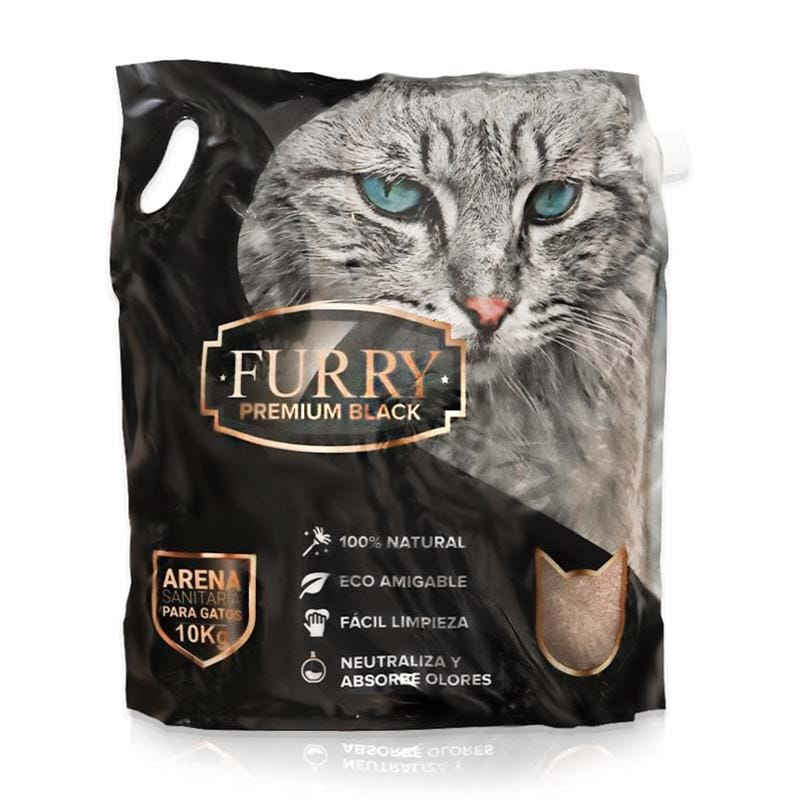 FURRY
PREMIUM BLACK
100% NATURAL
ECO AMIGABLE
FÁCIL LIMPIEZA
NEUTRALIZA Y
ABSORBE OLORES
ARENA
SANITARIA
PARA GATOS
10Kg